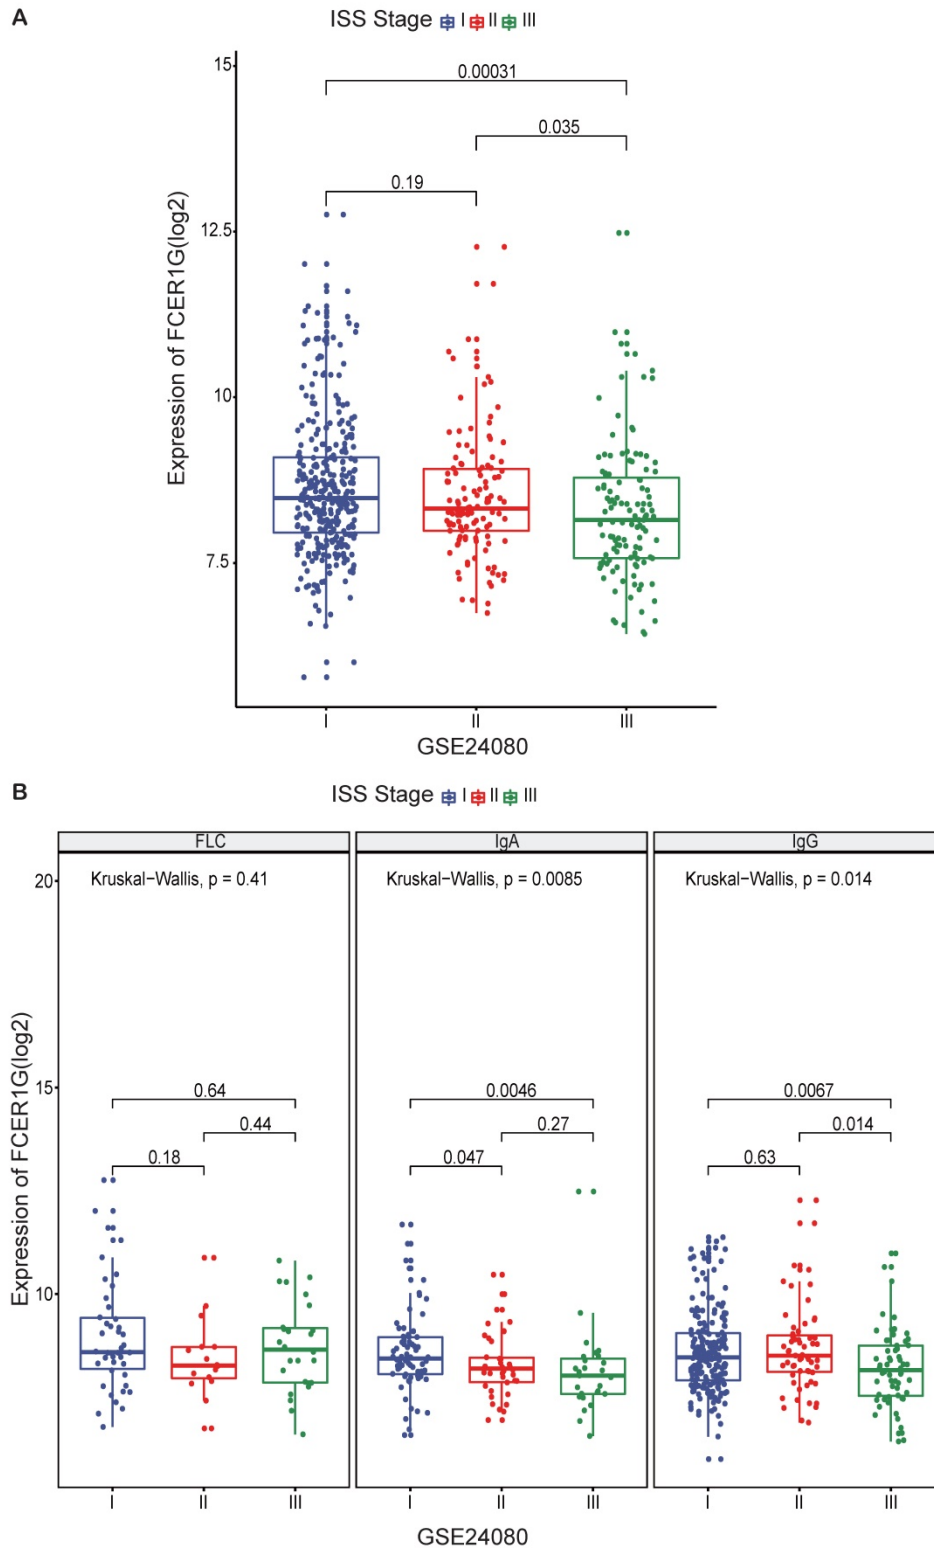 A
ISS Stage I II III
15
12.5
10
7.5
Expression of FCER1G(log2)
0.00031
0.035
0.19
I II III
GSE24080
B
ISS Stage I II III
FLC IgA IgG
Kruskal−Wallis, p = 0.41 Kruskal−Wallis, p = 0.0085 Kruskal−Wallis, p = 0.014
20
15
10
Expression of FCER1G(log2)
0.64 0.0046 0.0067
0.44 0.27 0.014
0.18 0.047 0.63
I II III I II III I II III
GSE24080